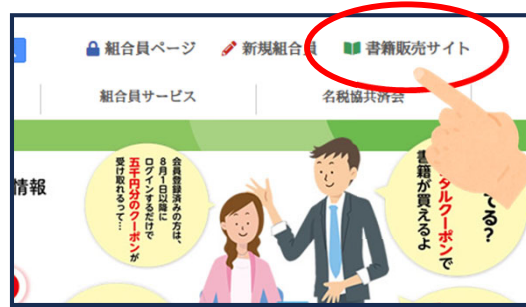 組合員ページ
新規組合員
書籍販売サイト
組合員サービス
名税協共済会
情報
会員登録済みの方は、
8月1日以降に
ログインするだけで
五千円分のクーポンが
受け取れるって…
てる?
タルクーポンで
書籍が買えるよ